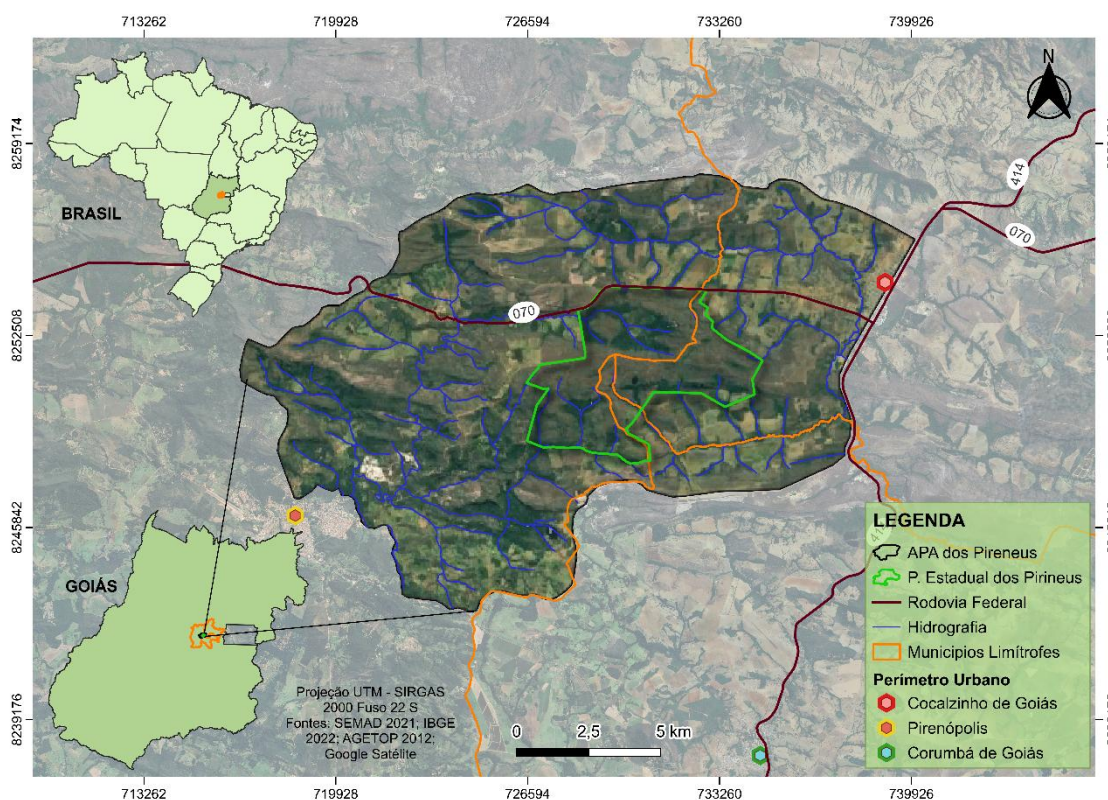 713262
719928
726594
733260
739926
N
8259174
414
BRASIL
070
070
8252508
8252508
LEGENDA
APA dos Pireneus
8245842
GOIÁS
P. Estadual dos Pirineus
Rodovia Federal
Hidrografia
Municipios Limítrofes
Perímetro Urbano
Projeção UTM - SIRGAS
2000 Fuso 22 S
Fontes: SEMAD 2021; IBGE
2022; AGETOP 2012;
Google Satélite
0 2,5 5 km
Cocalzinho de Goiás
Pirenópolis
Corumbá de Goiás
8239176
713262
719928
726594
733260
739926